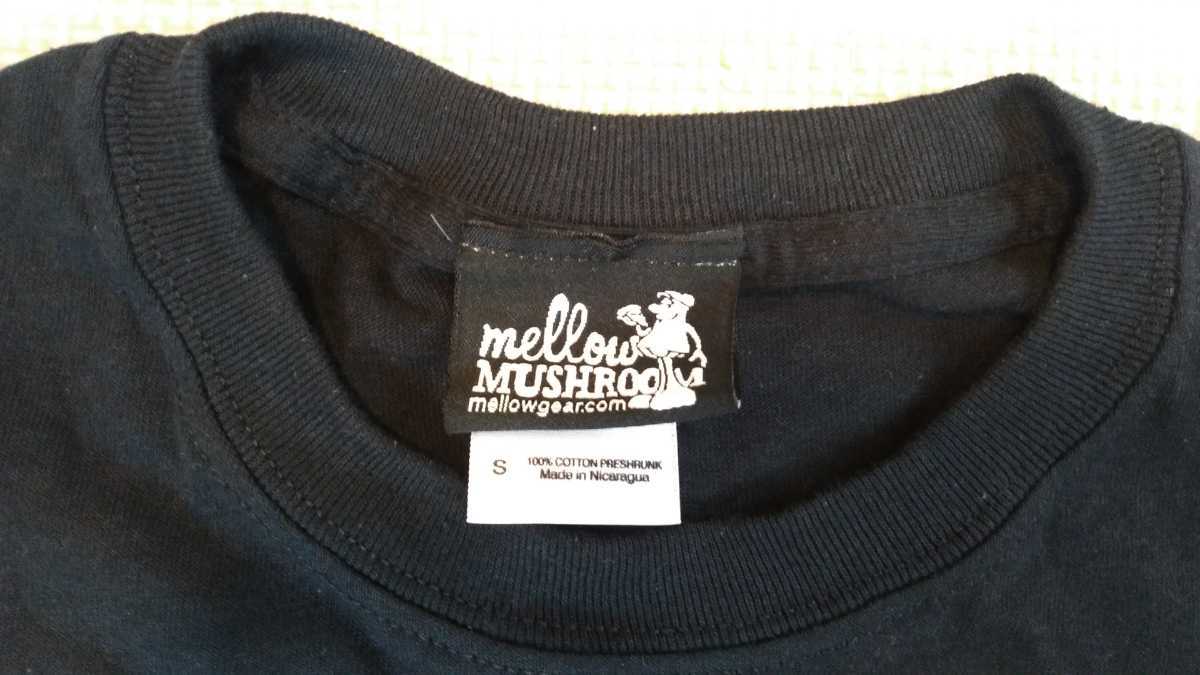 mellow
MUSHROOM
mellowgear.com
S
100% COTTON PRESHRUNK
Made in Nicaragua